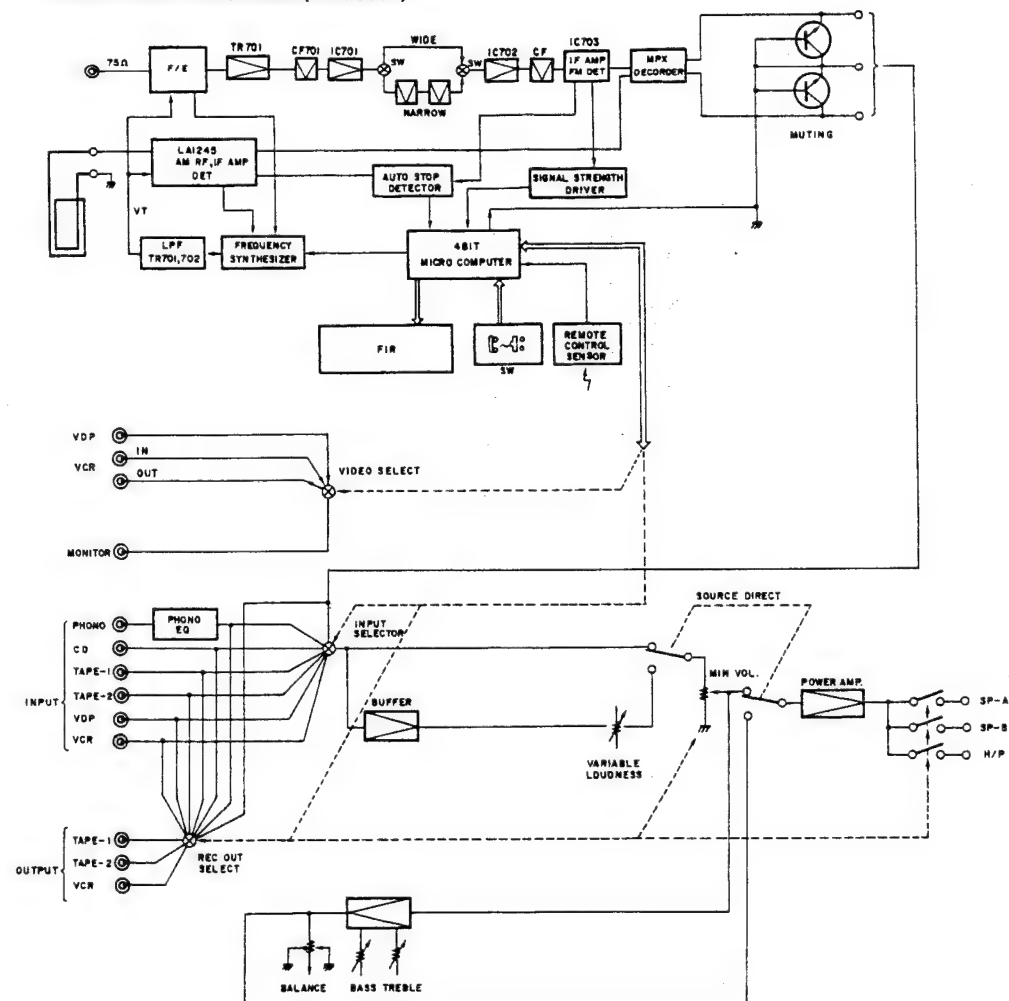 TR701
CF701
IC701
WIDE
IC702
CF
IC703
75Ω
F/E
SW
SW
IF AMP
FM DET
MPX
DECORDER
NARROW
MUTING
LA1245
AM RF, IF AMP
DET
AUTO STOP
DETECTOR
SIGNAL STRENGTH
DRIVER
VT
LPF
TR701,702
FREQUENCY
SYNTHESIZER
4BIT
MICRO COMPUTER
FIR
SW
REMOTE
CONTROL
SENSOR
VDP
VCR
IN
OUT
VIDEO SELECT
MONITOR
SOURCE DIRECT
INPUT
PHONO
PHONO
EQ
INPUT
SELECTOR
CD
TAPE-1
TAPE-2
VDP
VCR
MIN VOL.
POWER AMP.
BUFFER
VARIABLE
LOUDNESS
SP-A
SP-B
H/P
OUTPUT
TAPE-1
TAPE-2
VCR
REC OUT
SELECT
BALANCE
BASS TREBLE